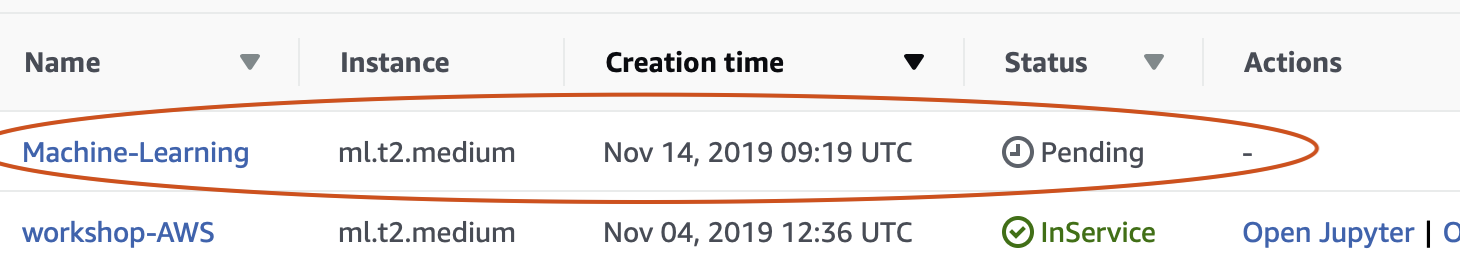 Name Instance Creation time Status Actions
Machine-Learning ml.t2.medium Nov 14, 2019 09:19 UTC Pending -
workshop-AWS ml.t2.medium Nov 04, 2019 12:36 UTC InService Open Jupyter |